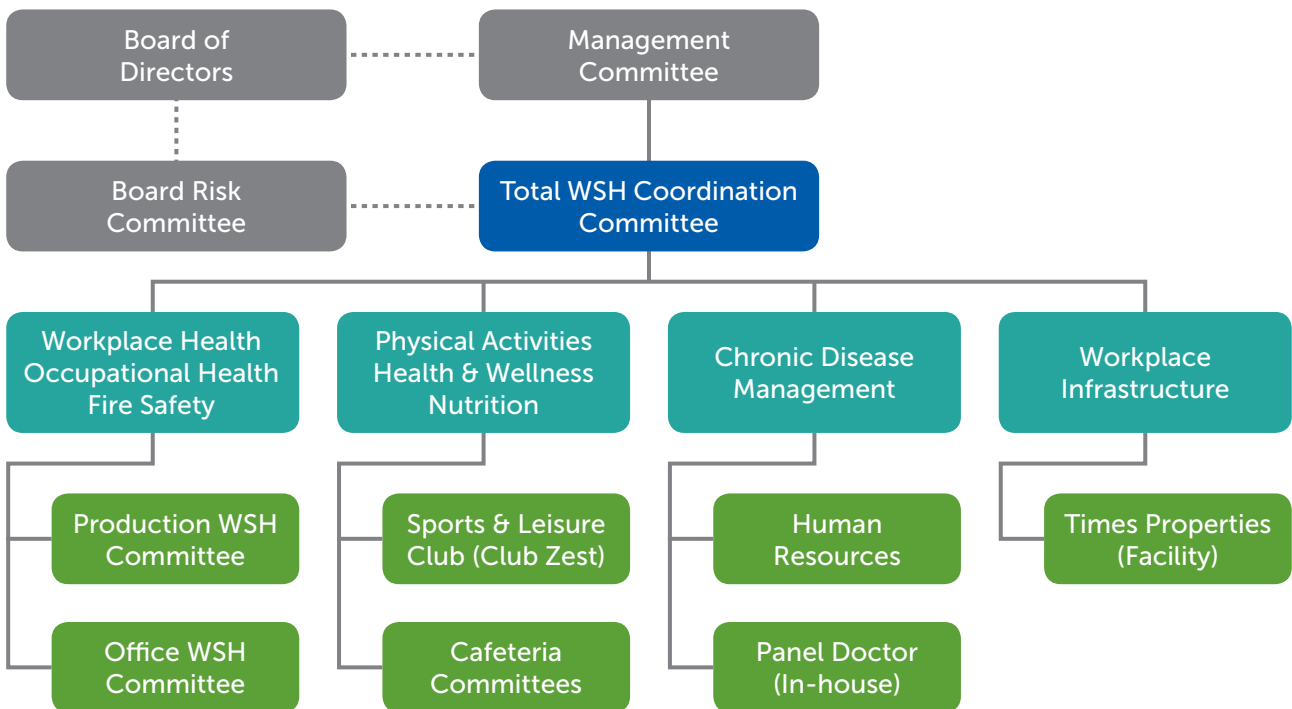 Board of
Directors
Management
Committee
Board Risk
Committee
Total WSH Coordination
Committee
Workplace Health
Occupational Health
Fire Safety
Physical Activities
Health & Wellness
Nutrition
Chronic Disease
Management
Workplace
Infrastructure
Production WSH
Committee
Sports & Leisure
Club (Club Zest)
Human
Resources
Times Properties
(Facility)
Office WSH
Committee
Cafeteria
Committees
Panel Doctor
(In-house)